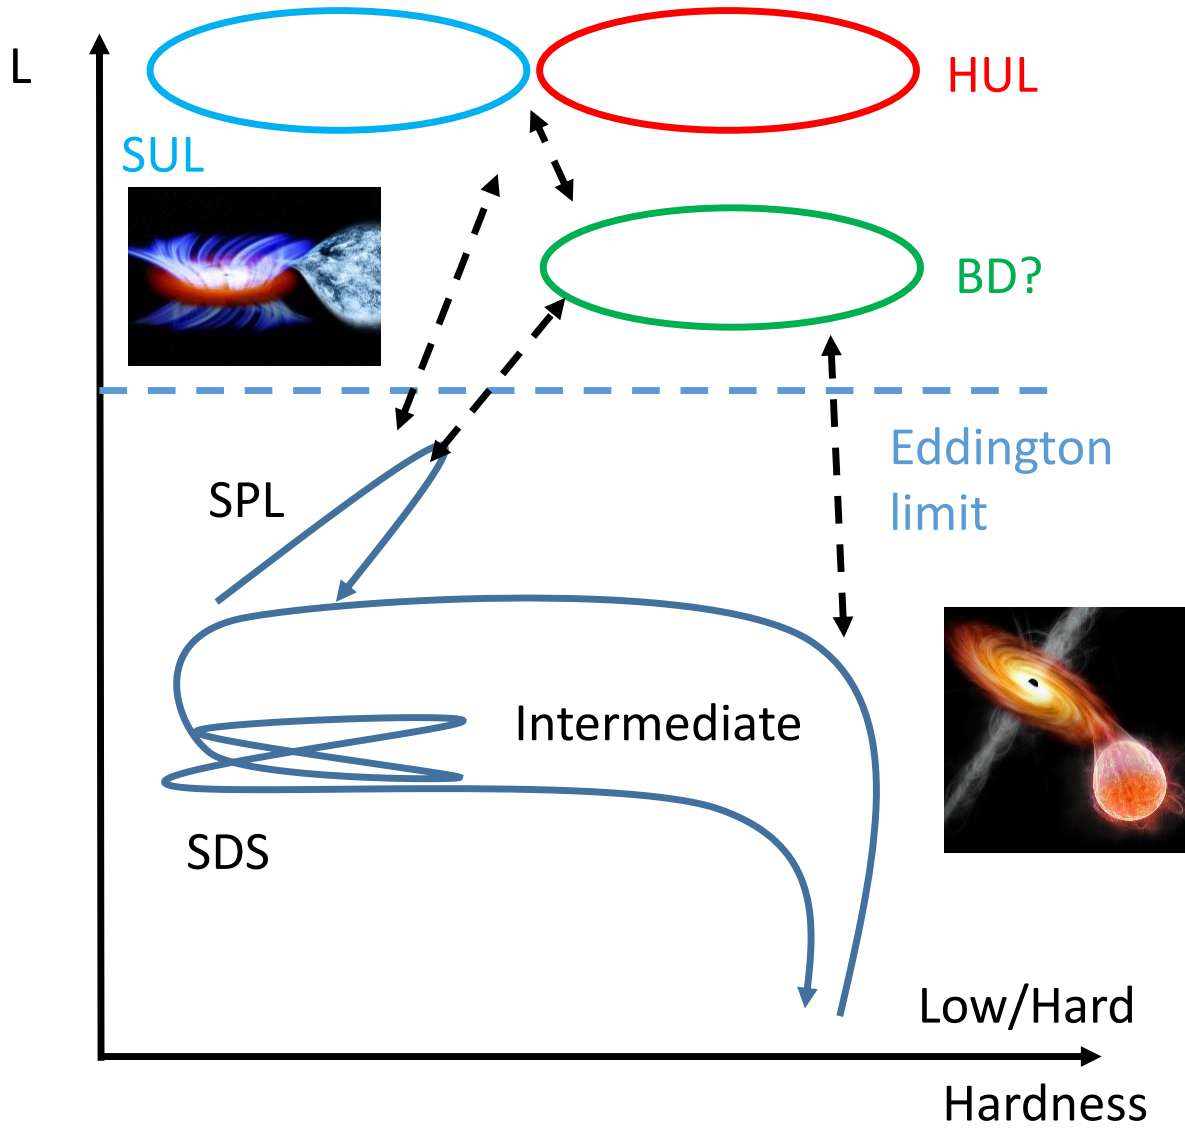 L
HUL
SUL
BD?
Eddington
limit
SPL
Intermediate
SDS
Low/Hard
Hardness